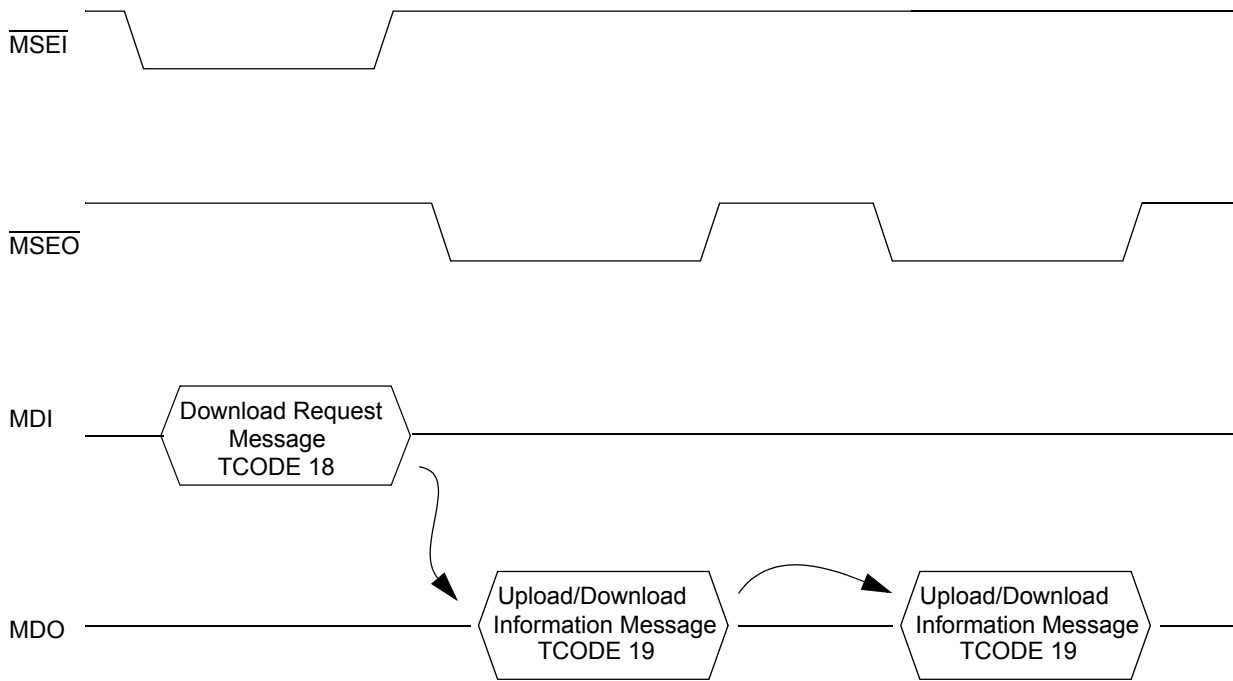 MSEI
MSEO
MDI
Download Request
Message
TCODE 18
MDO
Upload/Download
Information Message
TCODE 19
Upload/Download
Information Message
TCODE 19